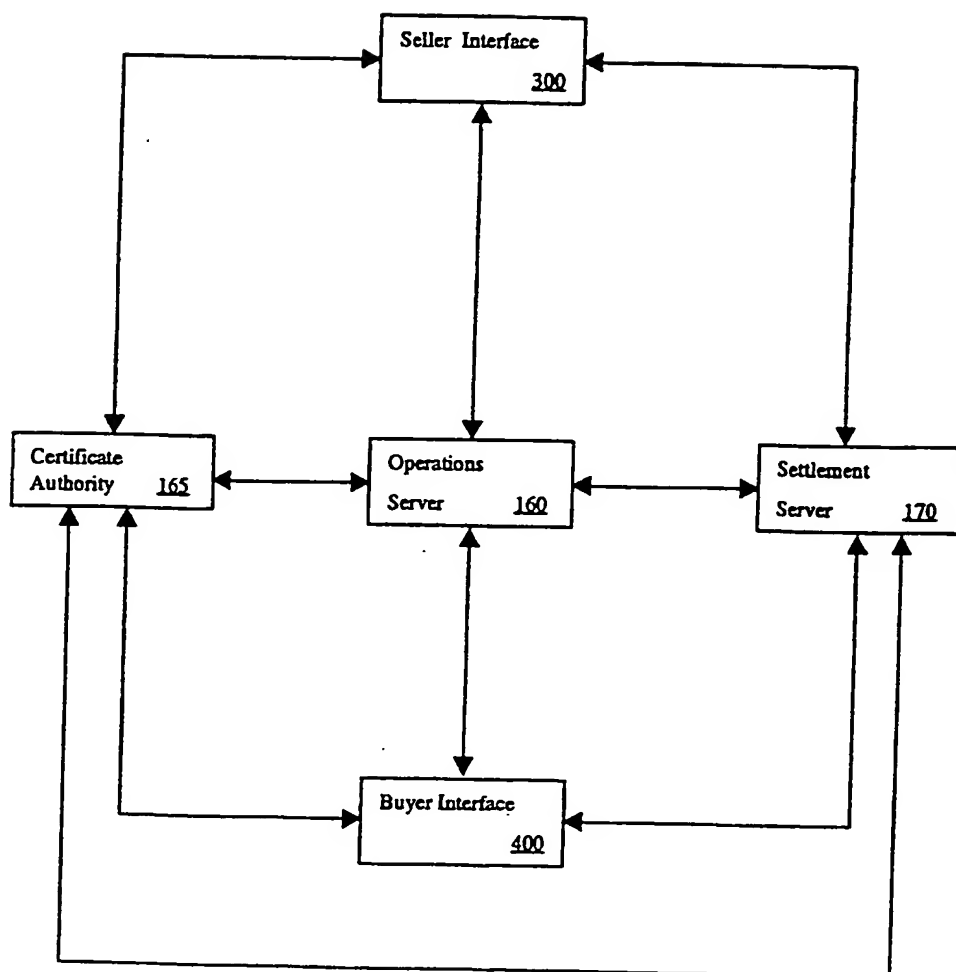 Seller Interface
300
Certificate
Authority 165
Operations
Server 160
Settlement
Server 170
Buyer Interface
400